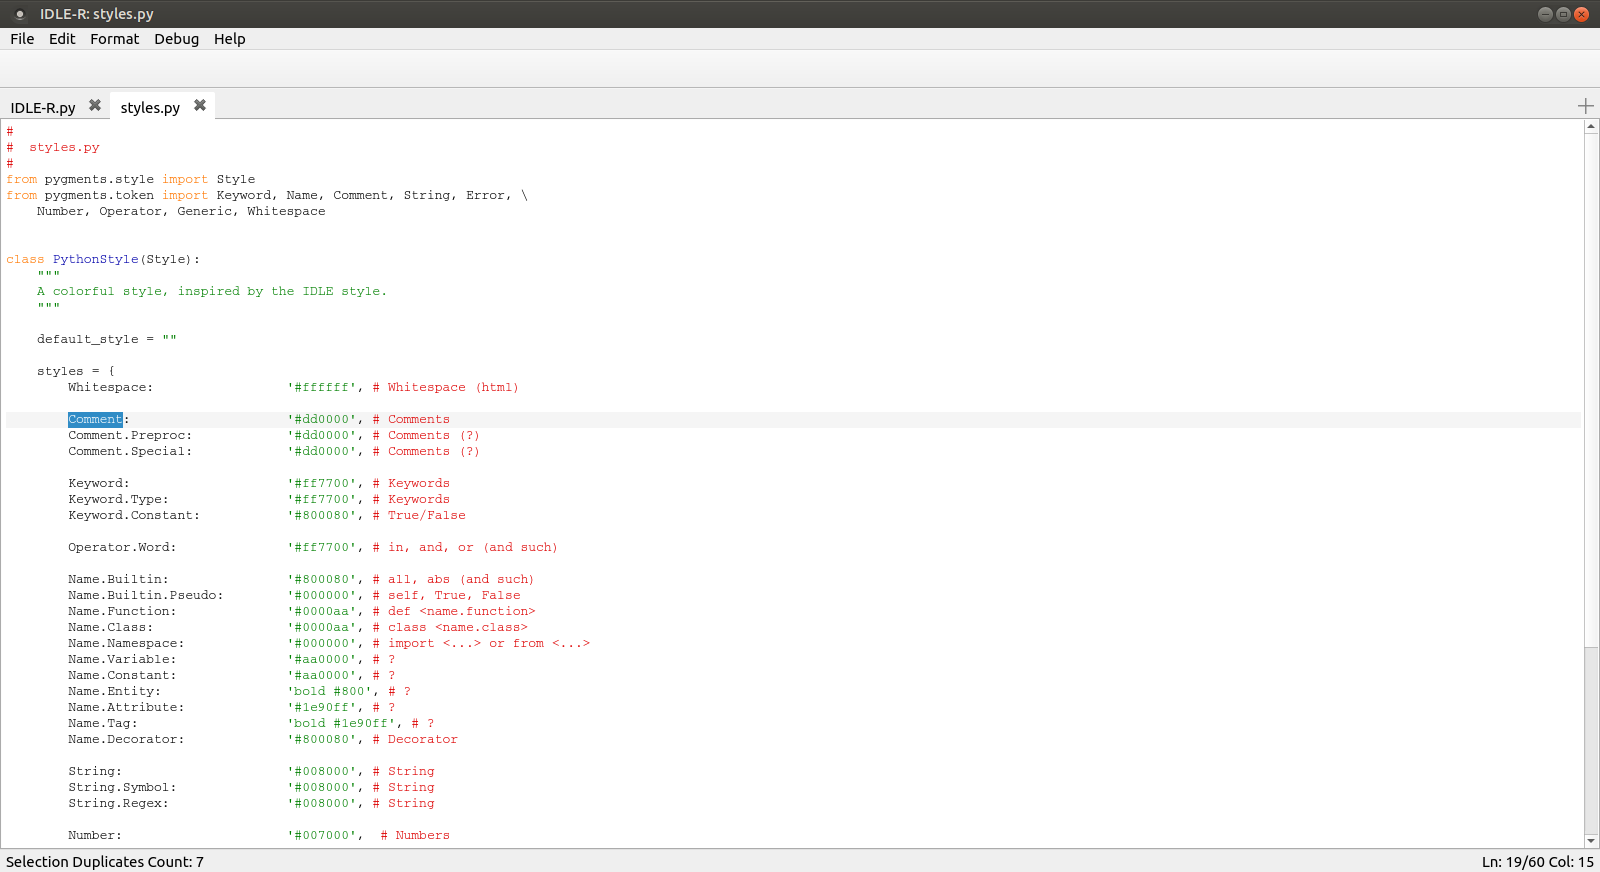 IDLE-R: styles.py
File Edit Format Debug Help
IDLE-R.py styles.py
#
#  styles.py
#
from pygments.style import Style
from pygments.token import Keyword, Name, Comment, String, Error, \
    Number, Operator, Generic, Whitespace
class PythonStyle(Style):
    """
    A colorful style, inspired by the IDLE style.
    """
    default_style = ""
    styles = {
        Whitespace:                 '#ffffff', # Whitespace (html)
        Comment:                    '#dd0000', # Comments
        Comment.Preproc:            '#dd0000', # Comments (?)
        Comment.Special:            '#dd0000', # Comments (?)
        Keyword:                    '#ff7700', # Keywords
        Keyword.Type:               '#ff7700', # Keywords
        Keyword.Constant:           '#800080', # True/False
        Operator.Word:              '#ff7700', # in, and, or (and such)
        Name.Builtin:               '#800080', # all, abs (and such)
        Name.Builtin.Pseudo:        '#000000', # self, True, False
        Name.Function:              '#0000aa', # def <name.function>
        Name.Class:                 '#0000aa', # class <name.class>
        Name.Namespace:             '#000000', # import <...> or from <...>
        Name.Variable:              '#aa0000', # ?
        Name.Constant:              '#aa0000', # ?
        Name.Entity:                'bold #800', # ?
        Name.Attribute:             '#1e90ff', # ?
        Name.Tag:                   'bold #1e90ff', # ?
        Name.Decorator:             '#800080', # Decorator
        String:                     '#008000', # String
        String.Symbol:              '#008000', # String
        String.Regex:               '#008000', # String
        Number:                     '#007000',  # Numbers
Selection Duplicates Count: 7 Ln: 19/60 Col: 15